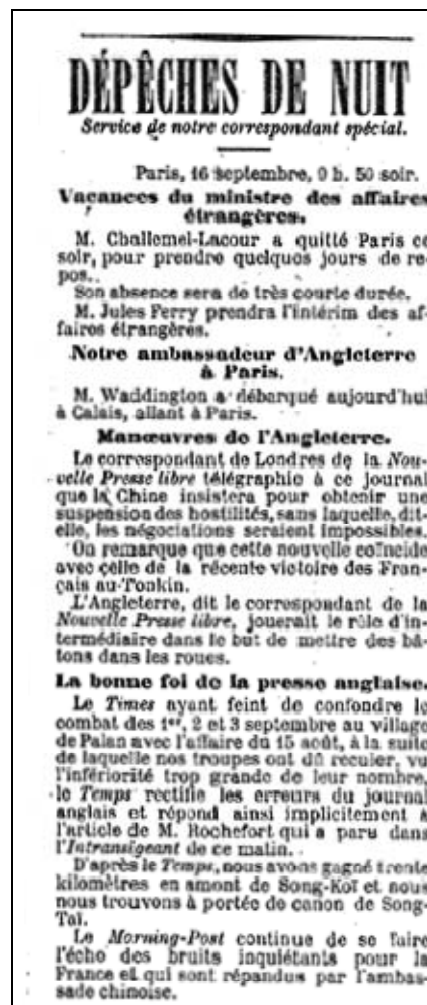 DÉPÊCHES DE NUIT
Service de notre correspondant spécial.
Paris, 16 septembre, 9 h. 50 soir.
Vacances du ministre des affaires
étrangères.
M. Challemel-Lacour a quitté Paris ce
soir, pour prendre quelques jours de re-
pos.
Son absence sera de très courte durée.
M. Jules Ferry prendra l'intérim des af-
faires étrangères.
Notre ambassadeur d'Angleterre
à Paris.
M. Waddington a débarqué aujourd'hui
à Calais, allant à Paris.
Manœuvres de l'Angleterre.
Le correspondant de Londres de la Nou-
velle Presse libre télégraphie à ce journal
que la Chine insistera pour obtenir une
suspension des hostilités, sans laquelle, dit-
elle, les négociations seraient impossibles.
On remarque que cette nouvelle coïncide
avec celle de la récente victoire des Fran-
çais au Tonkin.
L'Angleterre, dit le correspondant de la
Nouvelle Presse libre, jouerait le rôle d'in-
termédiaire dans le but de mettre des bâ-
tons dans les roues.
La bonne foi de la presse anglaise.
Le Times ayant feint de confondre le
combat des 1er, 2 et 3 septembre au village
de Palan avec l'affaire du 15 août, à la suite
de laquelle nos troupes ont dû reculer, vu
l'infériorité trop grande de leur nombre,
le Temps rectifie les erreurs du journal
anglais et répond ainsi implicitement à
l'article de M. Rochefort qui a paru dans
l'Intransigeant de ce matin.
D'après le Temps, nous avons gagné trente
kilomètres en amont de Song-Koï et nous
nous trouvons à portée de canon de Song-
Taï.
Le Morning-Post continue de se faire
l'écho des bruits inquiétants pour la
France et qui sont répandus par l'ambas-
sade chinoise.